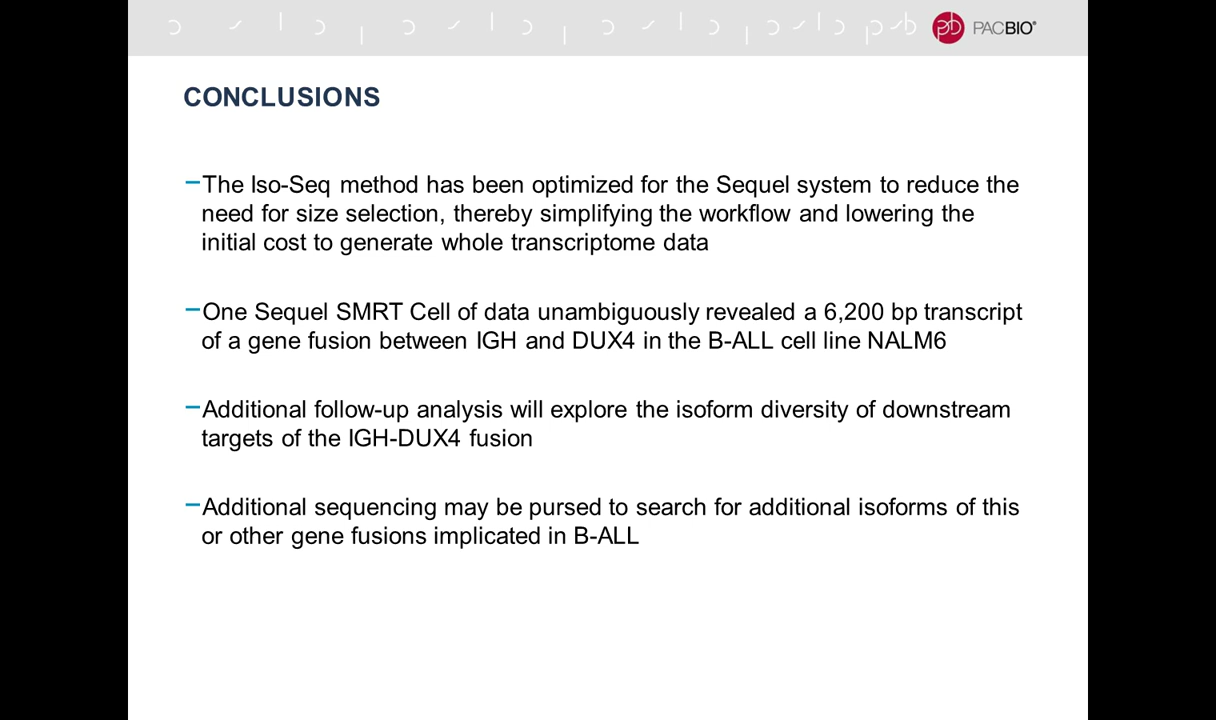 PACBIO®
CONCLUSIONS
–The Iso-Seq method has been optimized for the Sequel system to reduce the
need for size selection, thereby simplifying the workflow and lowering the
initial cost to generate whole transcriptome data
–One Sequel SMRT Cell of data unambiguously revealed a 6,200 bp transcript
of a gene fusion between IGH and DUX4 in the B-ALL cell line NALM6
–Additional follow-up analysis will explore the isoform diversity of downstream
targets of the IGH-DUX4 fusion
–Additional sequencing may be pursed to search for additional isoforms of this
or other gene fusions implicated in B-ALL